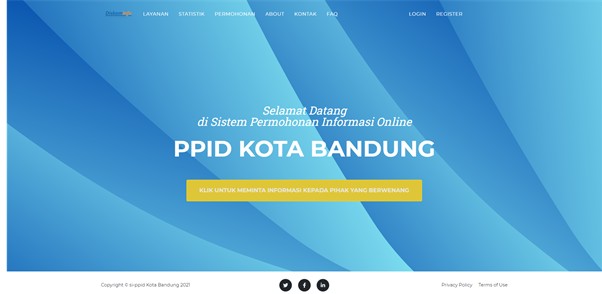 LAYANAN STATISTIK PERMOHONAN ABOUT KONTAK FAQ LOGIN REGISTER
Selamat Datang
di Sistem Permohonan Informasi Online
PPID KOTA BANDUNG
KLIK UNTUK MEMINTA INFORMASI KEPADA PIHAK YANG BERWENANG
Copyright © si-ppid Kota Bandung 2021 Privacy Policy Terms of Use